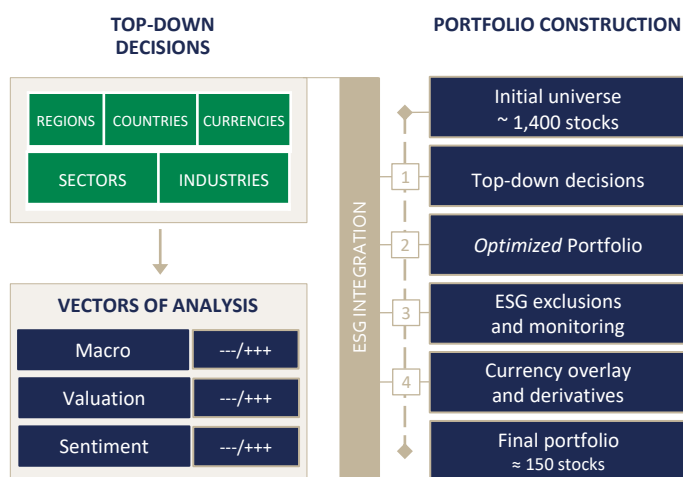 TOP-DOWN
DECISIONS
REGIONS
COUNTRIES
CURRENCIES
SECTORS
INDUSTRIES
VECTORS OF ANALYSIS
Macro
---/+++
Valuation
---/+++
Sentiment
---/+++
ESG INTEGRATION
PORTFOLIO CONSTRUCTION
Initial universe
~ 1,400 stocks
1
Top-down decisions
2
Optimized Portfolio
3
ESG exclusions
and monitoring
4
Currency overlay
and derivatives
Final portfolio
≈ 150 stocks